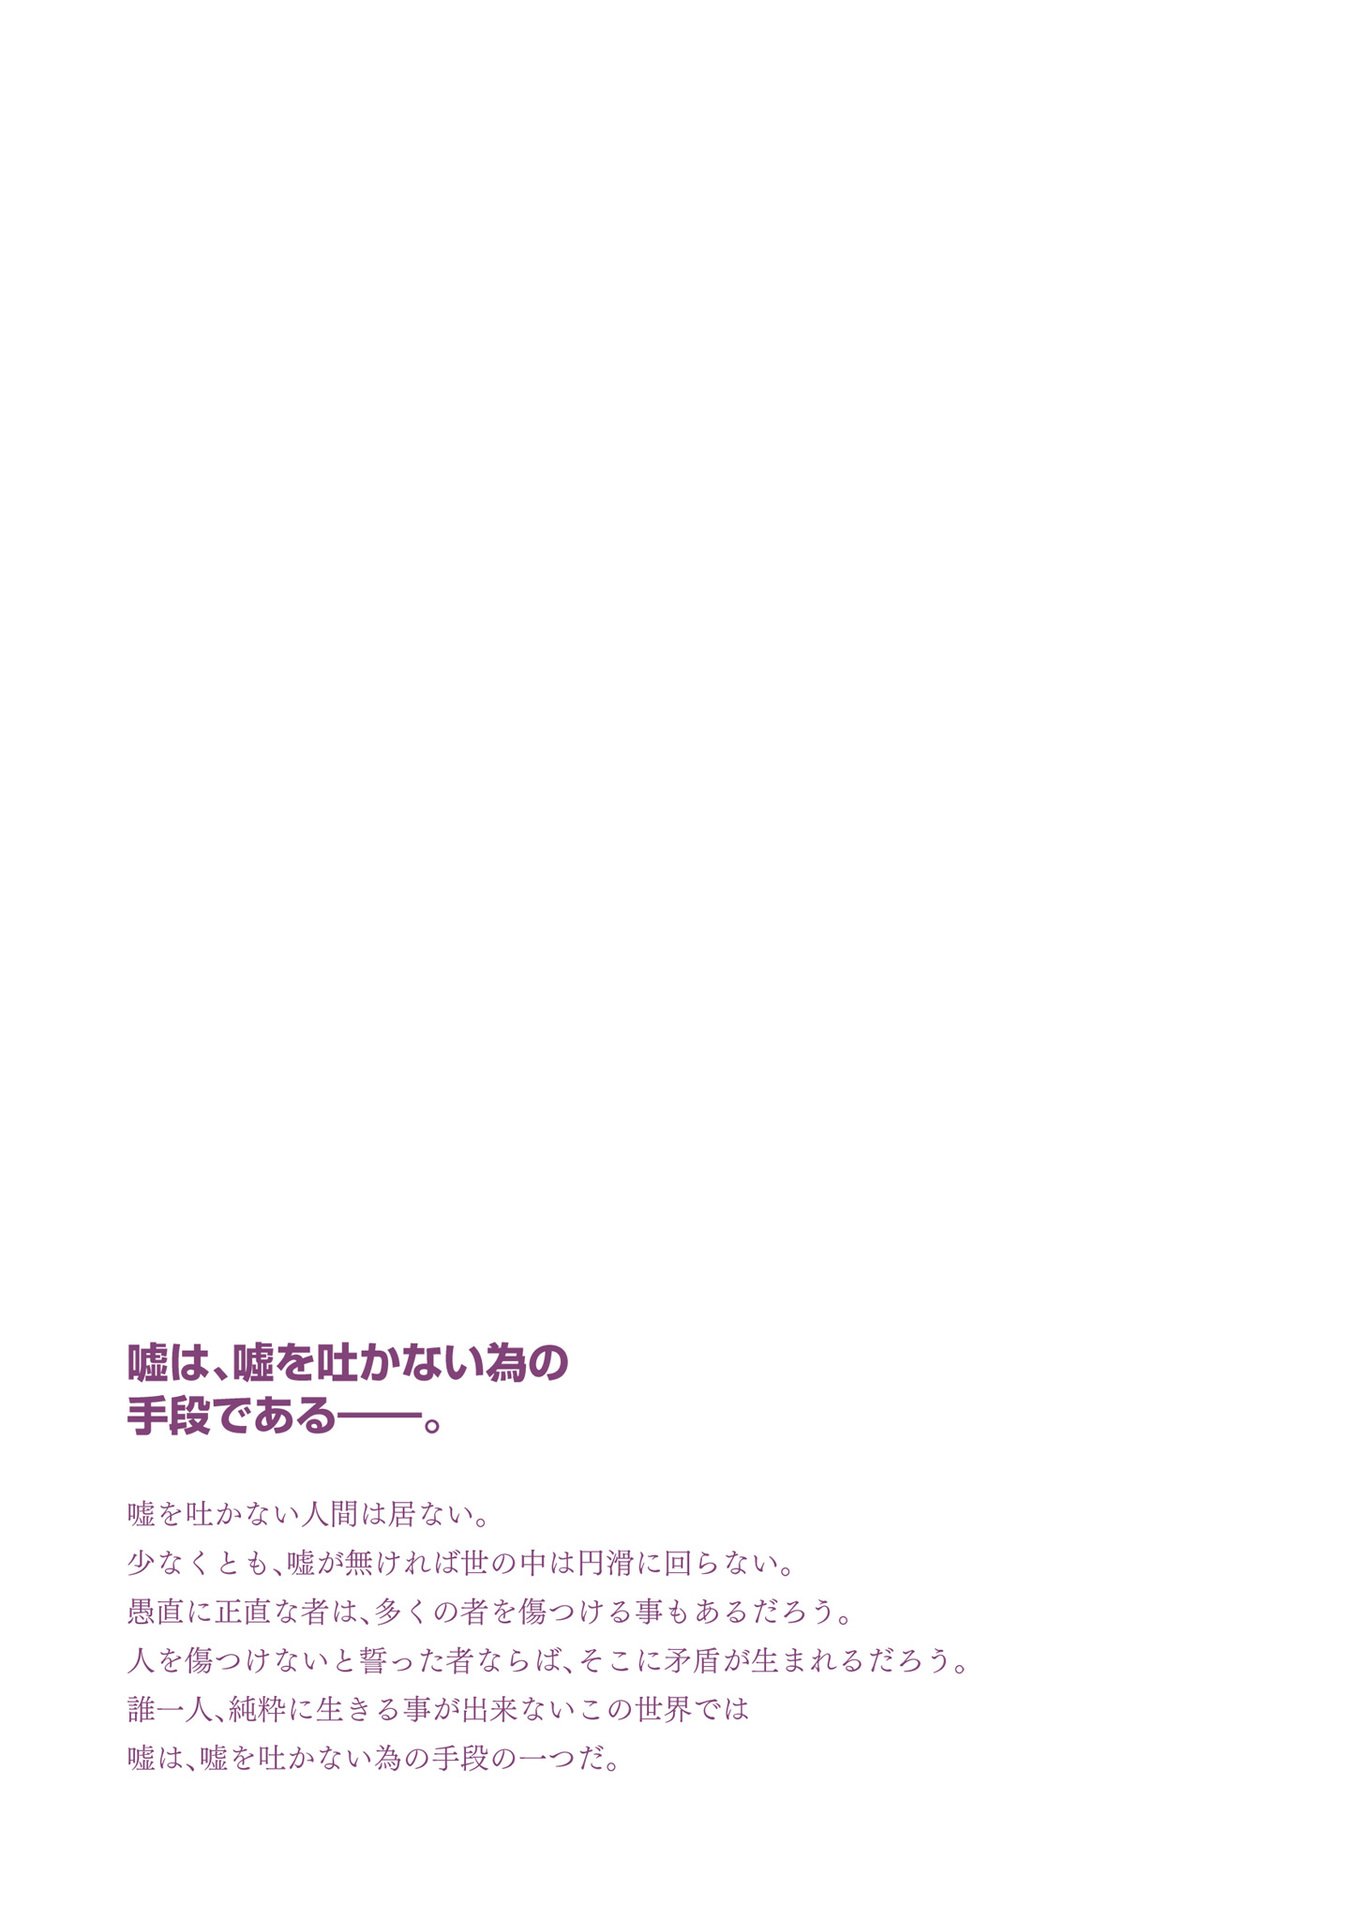 嘘は、嘘を吐かない為の
手段である――。
嘘を吐かない人間は居ない。
少なくとも、嘘が無ければ世の中は円滑に回らない。
愚直に正直な者は、多くの者を傷つける事もあるだろう。
人を傷つけないと誓った者ならば、そこに矛盾が生まれるだろう。
誰一人、純粋に生きる事が出来ないこの世界では
嘘は、嘘を吐かない為の手段の一つだ。